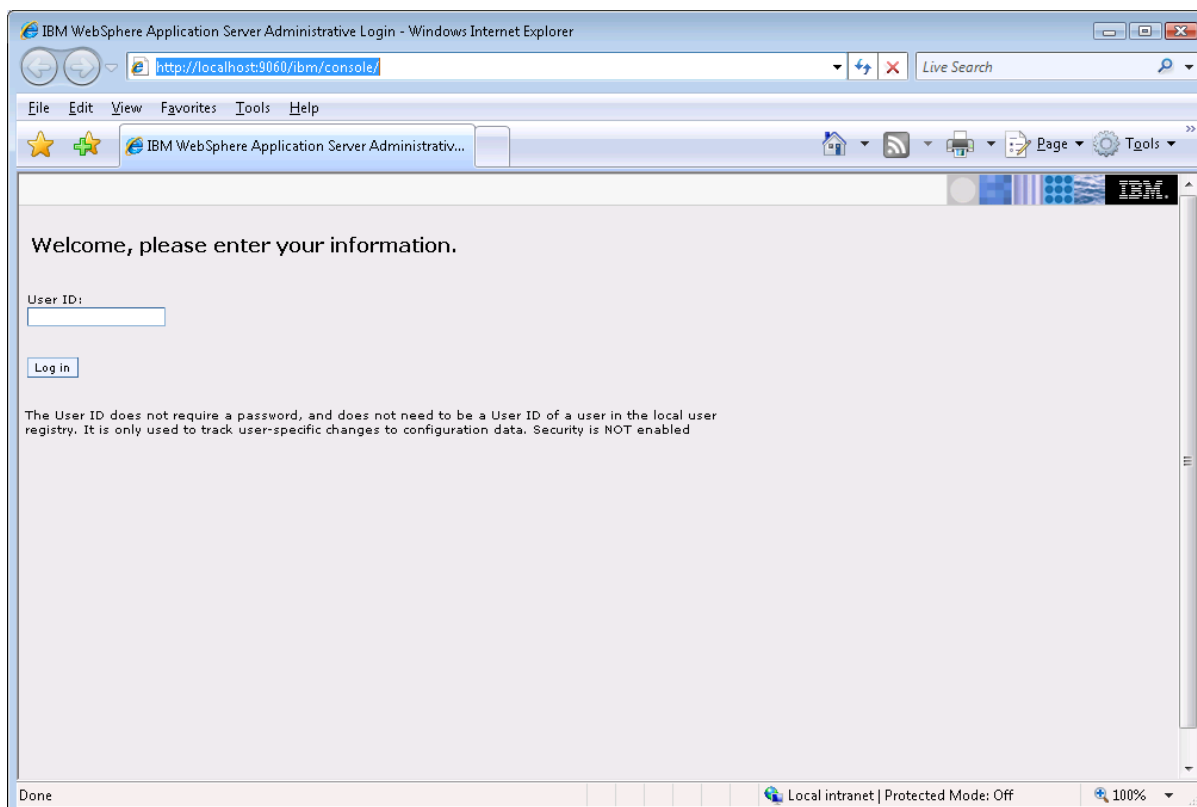 IBM WebSphere Application Server Administrative Login - Windows Internet Explorer
http://localhost:9060/ibm/console/
Live Search
File Edit View Favorites Tools Help
IBM WebSphere Application Server Administrativ...
Page Tools
IBM.
Welcome, please enter your information.
User ID:
Log in
The User ID does not require a password, and does not need to be a User ID of a user in the local user
registry. It is only used to track user-specific changes to configuration data. Security is NOT enabled
Done
Local intranet | Protected Mode: Off
100%